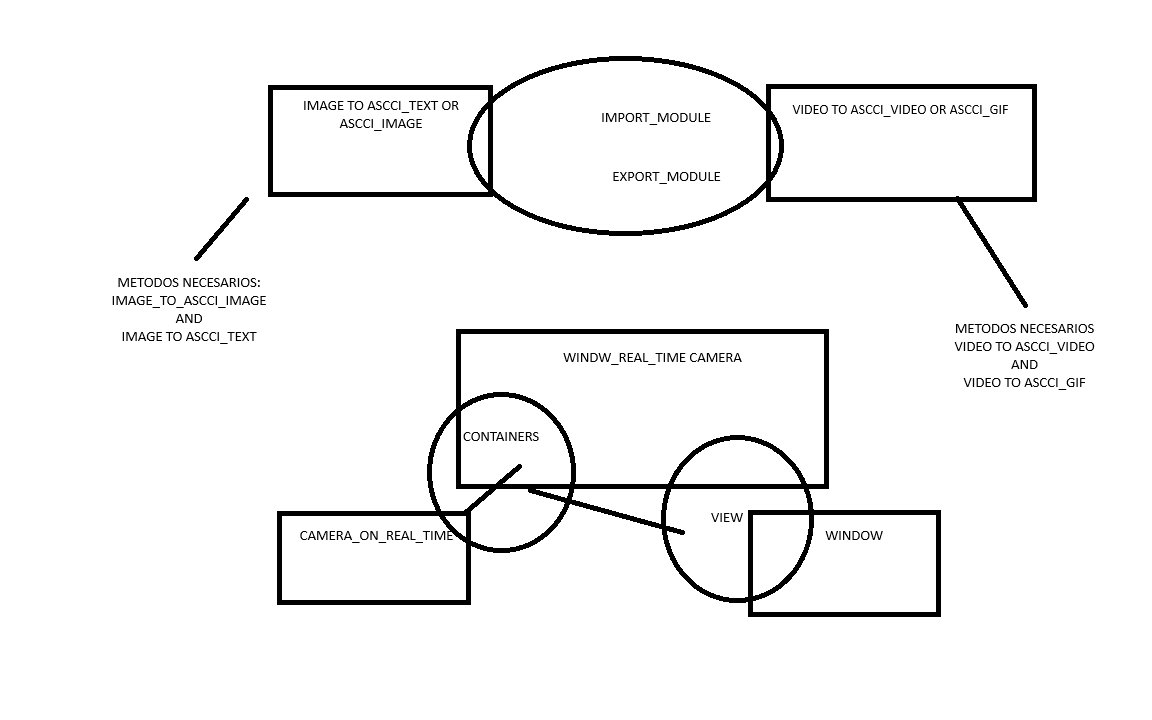 IMAGE TO ASCCI_TEXT OR
ASCCI_IMAGE
IMPORT_MODULE
EXPORT_MODULE
VIDEO TO ASCCI_VIDEO OR ASCCI_GIF
METODOS NECESARIOS:
IMAGE_TO_ASCCI_IMAGE
AND
IMAGE TO ASCCI_TEXT
METODOS NECESARIOS
VIDEO TO ASCCI_VIDEO
AND
VIDEO TO ASCCI_GIF
WINDW_REAL_TIME CAMERA
CONTAINERS
VIEW
CAMERA_ON_REAL_TIME
WINDOW